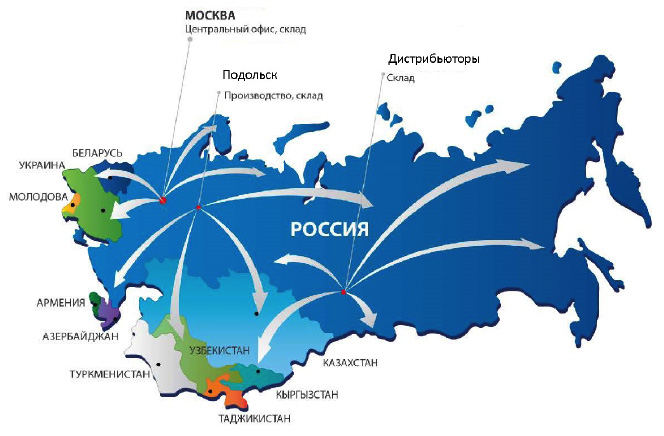 МОСКВА
Центральный офис, склад
Дистрибьюторы
Склад
Подольск
Производство, склад
БЕЛАРУСЬ
УКРАИНА
МОЛОДОВА
РОССИЯ
АРМЕНИЯ
АЗЕРБАЙДЖАН
УЗБЕКИСТАН
КАЗАХСТАН
ТУРКМЕНИСТАН
КЫРГЫЗСТАН
ТАДЖИКИСТАН